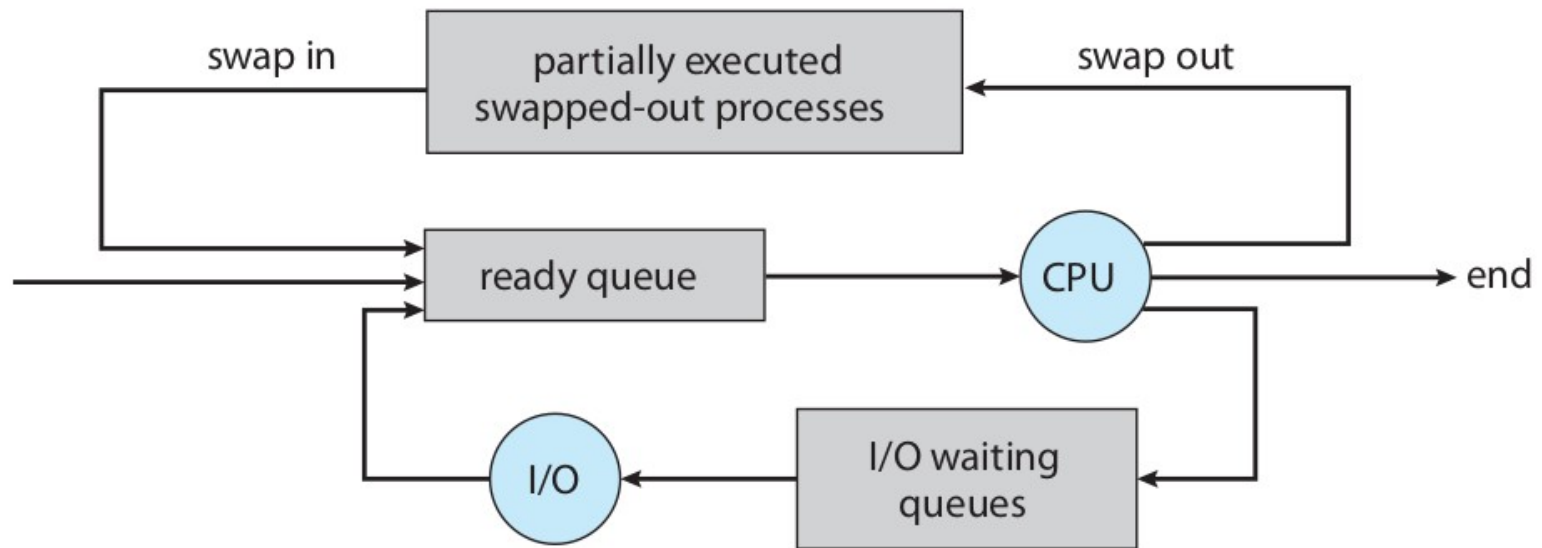 swap in
partially executed
swapped-out processes
swap out
ready queue
CPU
end
I/O
I/O waiting
queues